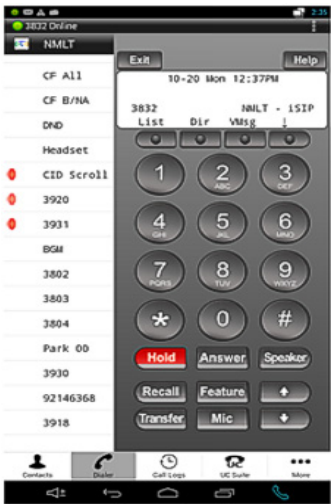 2:35
3832 Online
NMLT
CF All
CF B/NA
DND
Headset
CID Scroll
3920
3931
BGM
3802
3803
3804
Park 00
3930
92146368
3918
Exit
Help
10-20 Mon 12:37PM
3832 NMLT - iSIP
List Dir VMsg ↓
1
2
ABC
3
DEF
4
GHI
5
JKL
6
MNO
7
PQRS
8
TUV
9
WXYZ
*
0
#
Hold Answer Speaker
Recall Feature
Transfer Mic
Contacts Dialer Call Logs UC Suite More